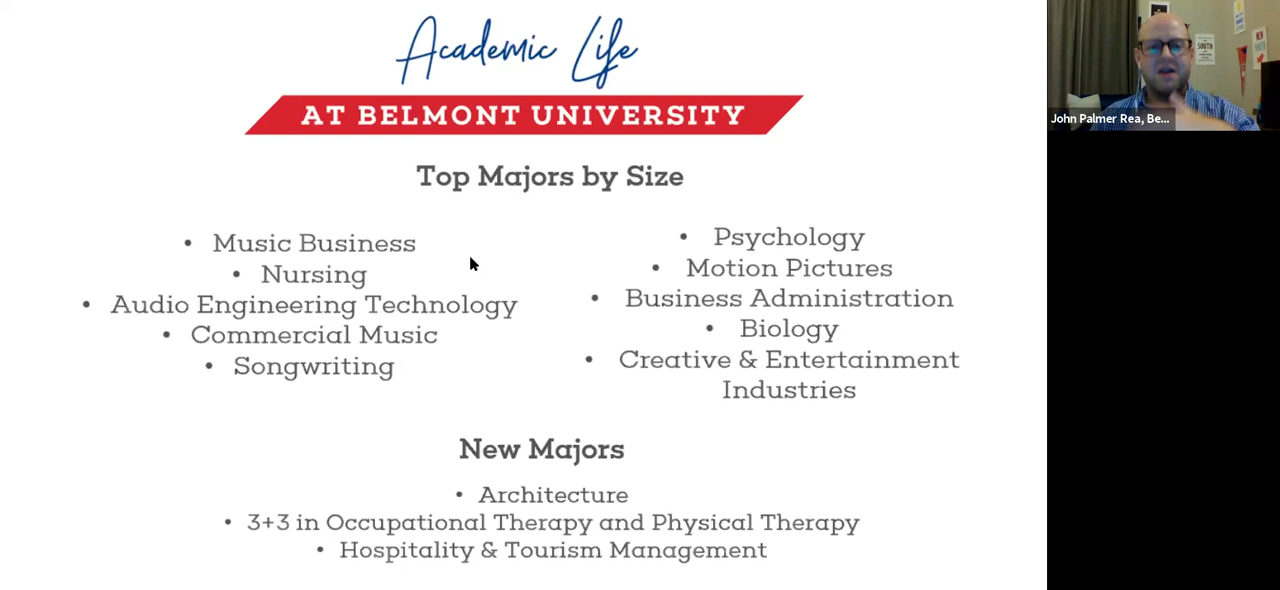 Academic Life
AT BELMONT UNIVERSITY
Top Majors by Size
• Music Business
• Nursing
• Audio Engineering Technology
• Commercial Music
• Songwriting
• Psychology
• Motion Pictures
• Business Administration
• Biology
• Creative & Entertainment
Industries
New Majors
• Architecture
• 3+3 in Occupational Therapy and Physical Therapy
• Hospitality & Tourism Management
John Palmer Rea, Be...
SOUTH